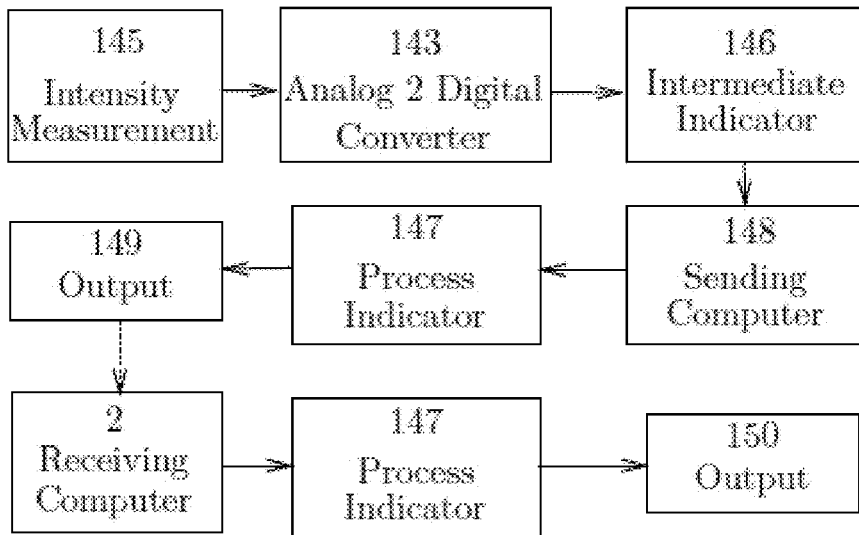 145
Intensity
Measurement
143
Analog 2 Digital
Converter
146
Intermediate
Indicator
149
Output
147
Process
Indicator
148
Sending
Computer
2
Receiving
Computer
147
Process
Indicator
150
Output